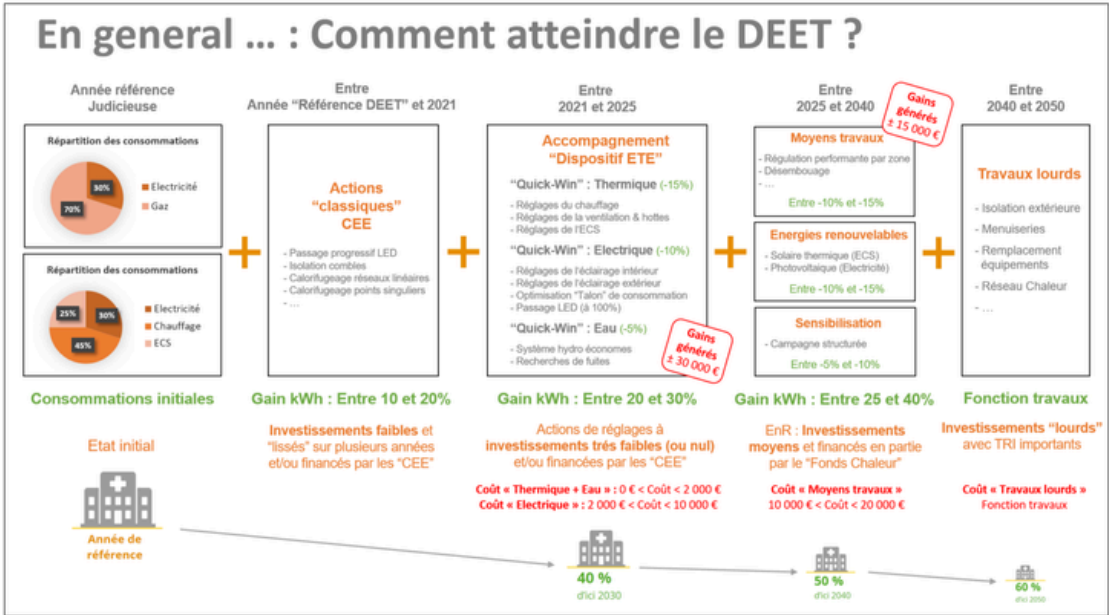 En general ... : Comment atteindre le DEET ?
Année référence
Judicieuse
Répartition des consommations
30%
70%
Electricité
Gaz
Répartition des consommations
25%
30%
45%
Electricité
Chauffage
ECS
Consommations initiales
Etat initial
Année de
référence
Entre
Année “Référence DEET” et 2021
Actions
“classiques”
CEE
- Passage progressif LED
- Isolation combles
- Calorifugeage réseaux linéaires
- Calorifugeage points singuliers
- ...
Gain kWh : Entre 10 et 20%
Investissements faibles et
“lissés” sur plusieurs années
et/ou financés par les “CEE”
Entre
2021 et 2025
Accompagnement
“Dispositif ETE”
“Quick-Win” : Thermique (-15%)
- Réglages du chauffage
- Réglages de la ventilation & hottes
- Réglages de l'ECS
“Quick-Win” : Electrique (-10%)
- Réglages de l'éclairage intérieur
- Réglages de l'éclairage extérieur
- Optimisation “Talon” de consommation
- Passage LED (à 100%)
“Quick-Win” : Eau (-5%)
- Système hydro économes
- Recherches de fuites
Gains
générés
± 30 000 €
Gain kWh : Entre 20 et 30%
Actions de réglages à
investissements trés faibles (ou nul)
et/ou financées par les “CEE”
Coût « Thermique + Eau » : 0 € < Coût < 2 000 €
Coût « Electrique » : 2 000 € < Coût < 10 000 €
40 %
d'ici 2030
Entre
2025 et 2040
Gains
générés
± 15 000 €
Moyens travaux
- Régulation performante par zone
- Désembouage
- ...
Entre -10% et -15%
Energies renouvelables
- Solaire thermique (ECS)
- Photovoltaique (Electricité)
Entre -10% et -15%
Sensibilisation
- Campagne structurée
Entre -5% et -10%
Gain kWh : Entre 25 et 40%
EnR : Investissements
moyens et financés en partie
par le “Fonds Chaleur”
Coût « Moyens travaux »
10 000 € < Coût < 20 000 €
50 %
d'ici 2040
Entre
2040 et 2050
Travaux lourds
- Isolation extérieure
- Menuiseries
- Remplacement
équipements
- Réseau Chaleur
- ...
Fonction travaux
Investissements “lourds”
avec TRI importants
Coût « Travaux lourds »
Fonction travaux
60 %
d'ici 2050